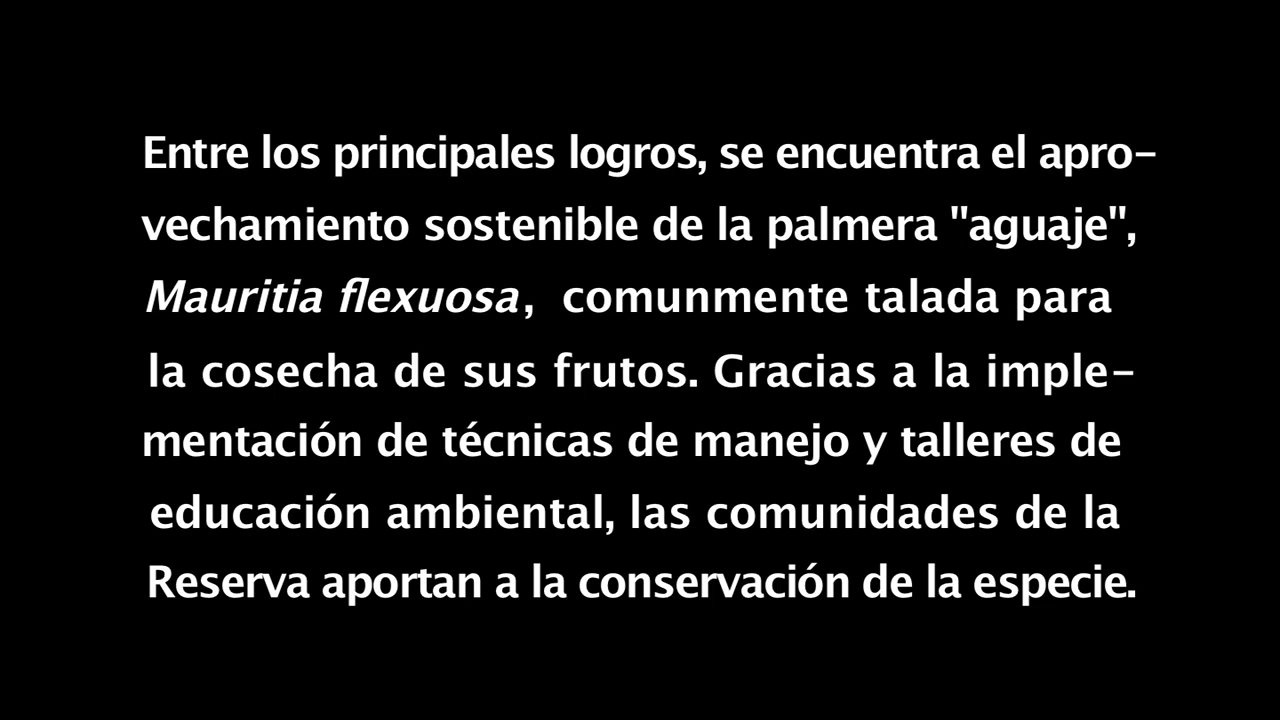 Entre los principales logros, se encuentra el apro-
vechamiento sostenible de la palmera "aguaje",
Mauritia flexuosa, comunmente talada para
la cosecha de sus frutos. Gracias a la imple-
mentación de técnicas de manejo y talleres de
educación ambiental, las comunidades de la
Reserva aportan a la conservación de la especie.